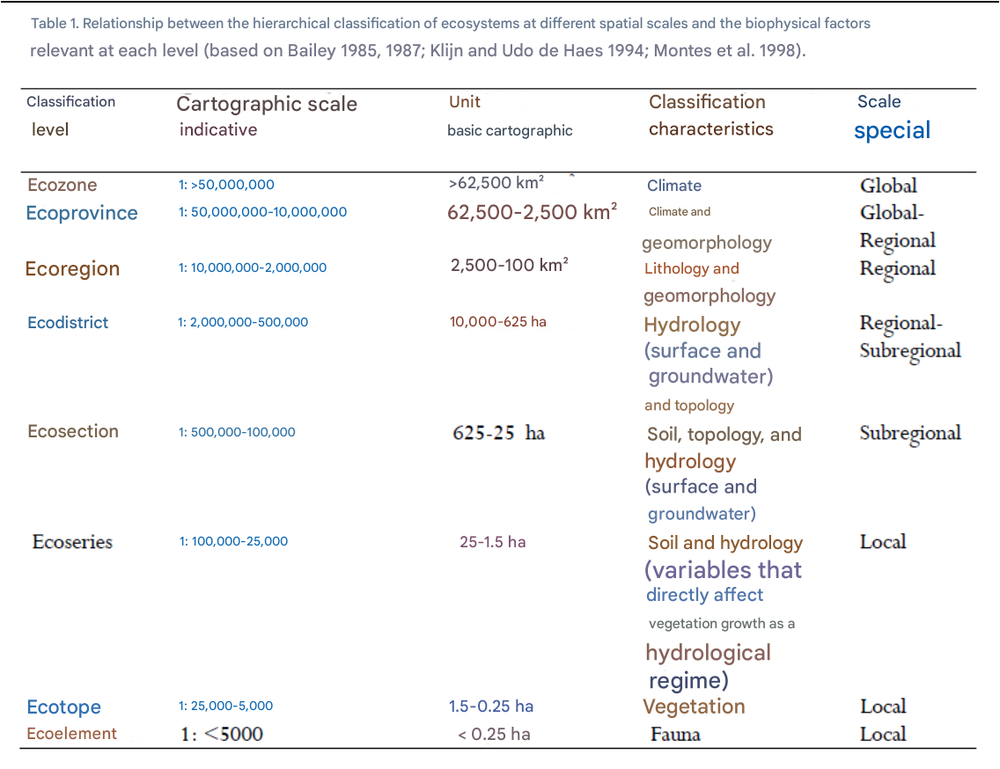 Table 1. Relationship between the hierarchical classification of ecosystems at different spatial scales and the biophysical factors
relevant at each level (based on Bailey 1985, 1987; Klijn and Udo de Haes 1994; Montes et al. 1998).
Classification Cartographic scale Unit Classification Scale
level indicative basic cartographic characteristics special
Ecozone 1: >50,000,000 >62,500 km² Climate Global
Ecoprovince 1: 50,000,000-10,000,000 62,500-2,500 km² Climate and Global-
geomorphology Regional
Ecoregion 1: 10,000,000-2,000,000 2,500-100 km² Lithology and Regional
geomorphology
Ecodistrict 1: 2,000,000-500,000 10,000-625 ha Hydrology Regional-
(surface and Subregional
groundwater)
and topology
Ecosection 1: 500,000-100,000 625-25 ha Soil, topology, and Subregional
hydrology
(surface and
groundwater)
Ecoseries 1: 100,000-25,000 25-1.5 ha Soil and hydrology Local
(variables that
directly affect
vegetation growth as a
hydrological
regime)
Ecotope 1: 25,000-5,000 1.5-0.25 ha Vegetation Local
Ecoelement 1: <5000 < 0.25 ha Fauna Local